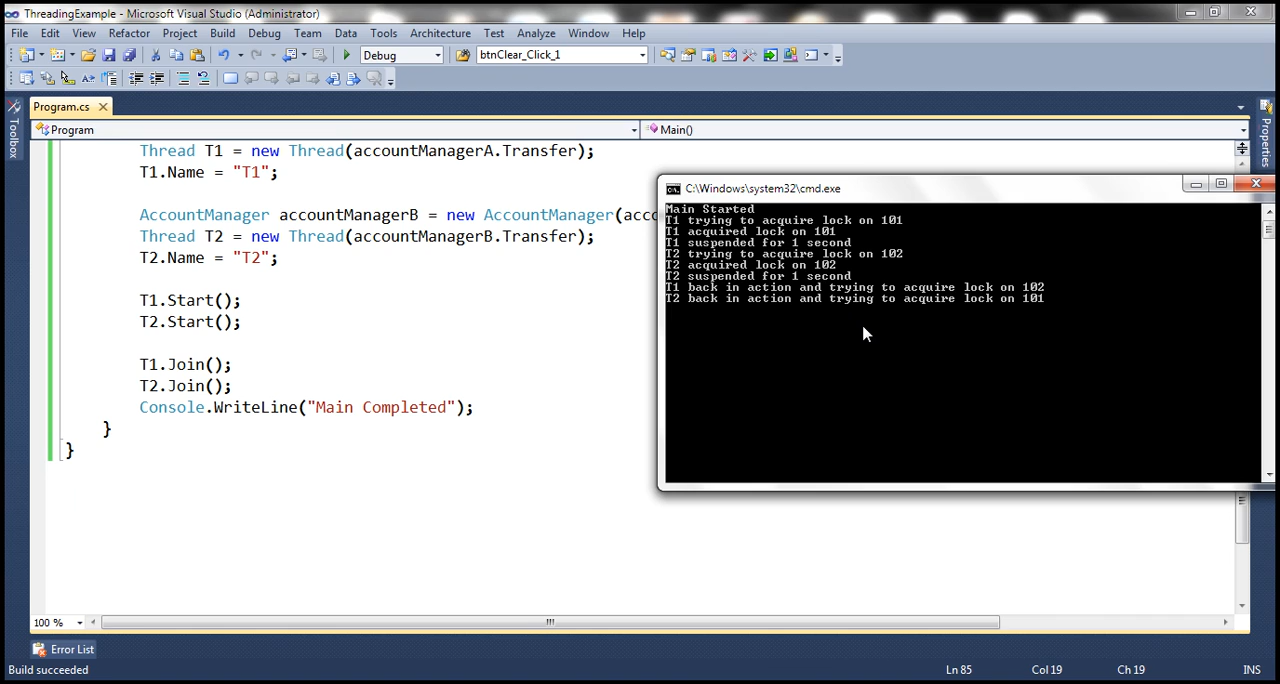 ThreadingExample - Microsoft Visual Studio (Administrator)
File Edit View Refactor Project Build Debug Team Data Tools Architecture Test Analyze Window Help
Debug btnClear_Click_1
Program.cs
Program Main()
Toolbox
Properties
Thread T1 = new Thread(accountManagerA.Transfer);
T1.Name = "T1";
AccountManager accountManagerB = new AccountManager(acco
Thread T2 = new Thread(accountManagerB.Transfer);
T2.Name = "T2";
T1.Start();
T2.Start();
T1.Join();
T2.Join();
Console.WriteLine("Main Completed");
}
}
C:\Windows\system32\cmd.exe
Main Started
T1 trying to acquire lock on 101
T1 acquired lock on 101
T1 suspended for 1 second
T2 trying to acquire lock on 102
T2 acquired lock on 102
T2 suspended for 1 second
T1 back in action and trying to acquire lock on 102
T2 back in action and trying to acquire lock on 101
100 %
Error List
Build succeeded Ln 85 Col 19 Ch 19 INS